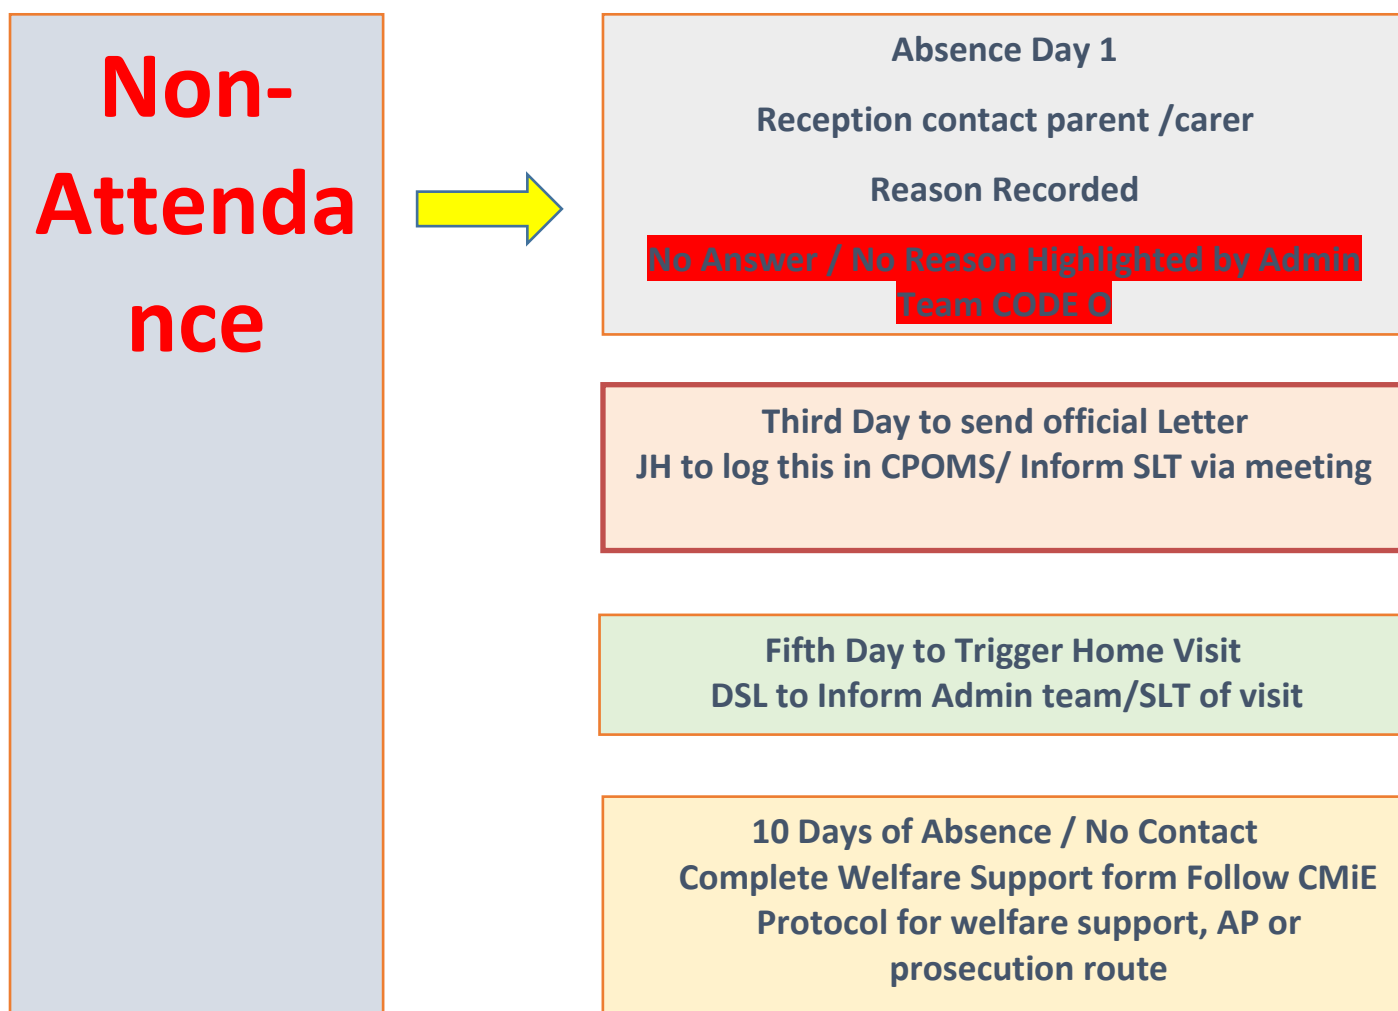 Non-
Attenda
nce
Absence Day 1
Reception contact parent /carer
Reason Recorded
No Answer / No Reason Highlighted by Admin
Team CODE O
Third Day to send official Letter
JH to log this in CPOMS/ Inform SLT via meeting
Fifth Day to Trigger Home Visit
DSL to Inform Admin team/SLT of visit
10 Days of Absence / No Contact
Complete Welfare Support form Follow CMiE
Protocol for welfare support, AP or
prosecution route